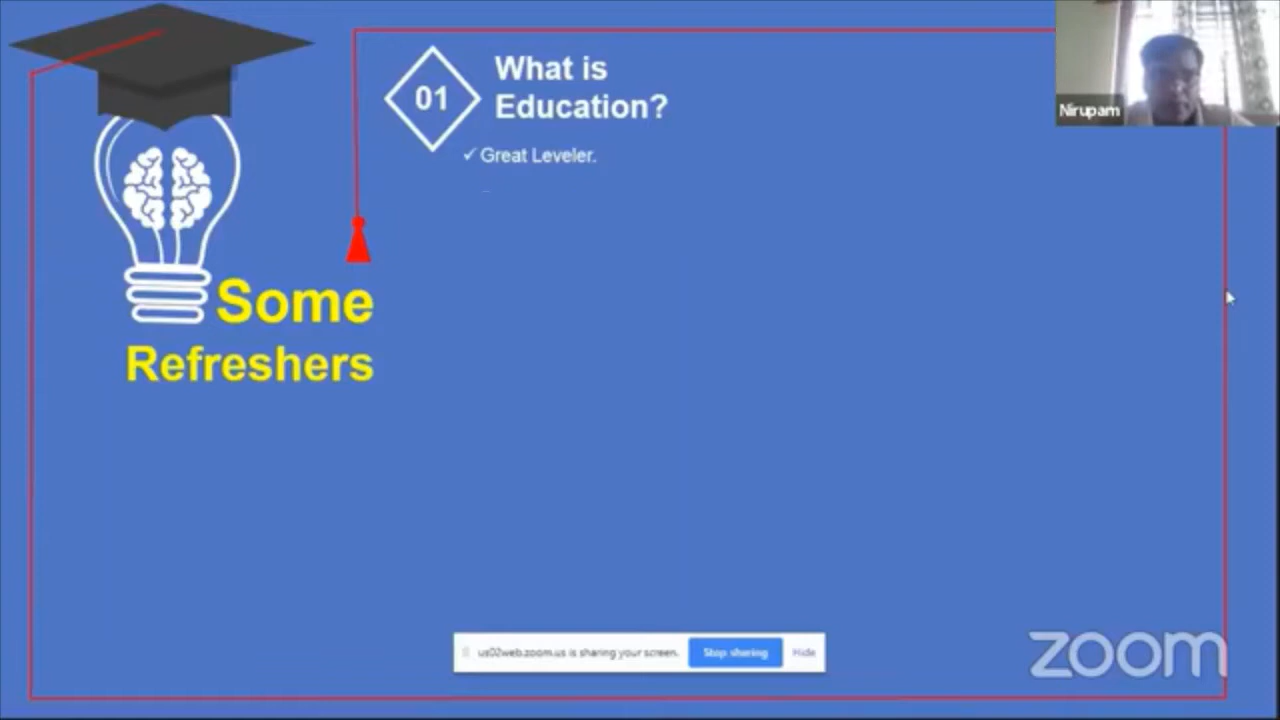 01
What is
Education?
✓ Great Leveler.
Nirupam
Some
Refreshers
us02web.zoom.us is sharing your screen.
Stop sharing
Hide
zoom